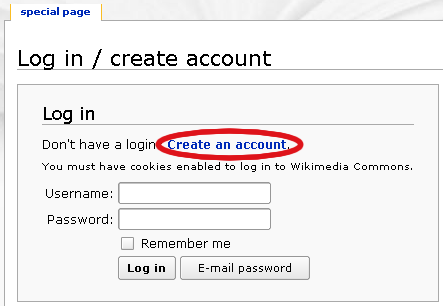 special page
Log in / create account
Log in
Don't have a login Create an account.
You must have cookies enabled to log in to Wikimedia Commons.
Username:
Password:
Remember me
Log in E-mail password